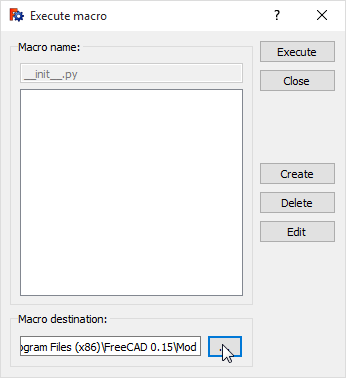 Execute macro
Macro name:
__init__.py
Execute
Close
Create
Delete
Edit
Macro destination:
ogram Files (x86)\FreeCAD 0.15\Mod
...